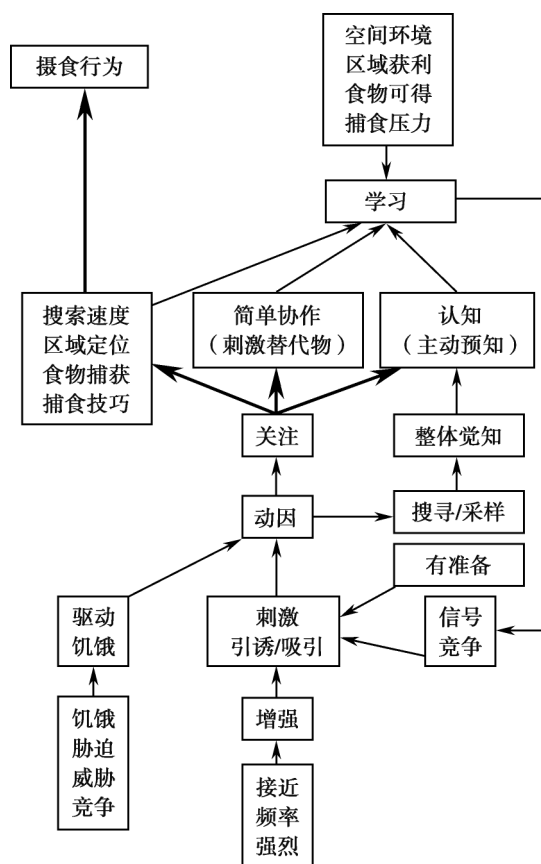 摄食行为
空间环境
区域获利
食物可得
捕食压力
学习
搜索速度
区域定位
食物捕获
捕食技巧
简单协作
（刺激替代物）
认知
（主动预知）
关注
整体觉知
动因
搜寻/采样
有准备
驱动
饥饿
刺激
引诱/吸引
信号
竞争
饥饿
胁迫
威胁
竞争
增强
接近
频率
强烈